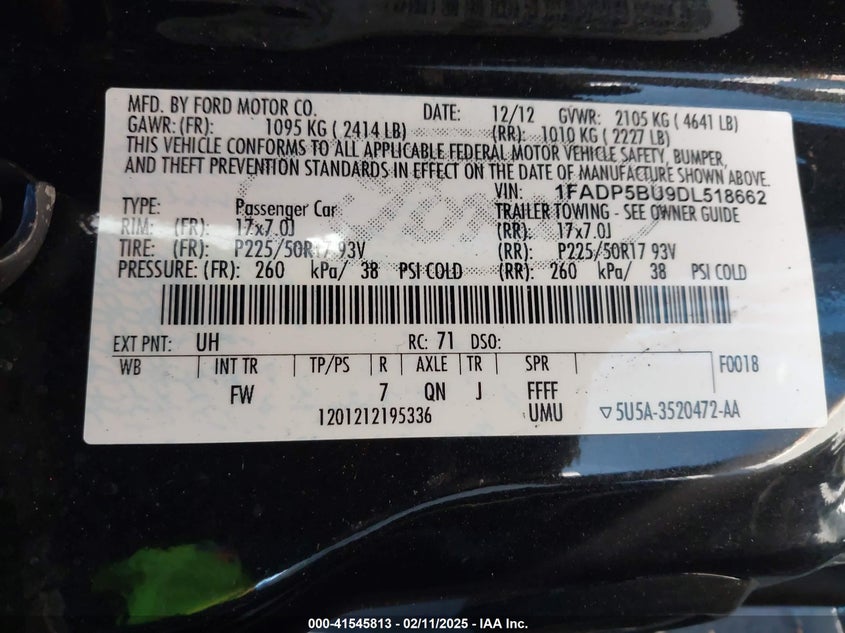 MFD. BY FORD MOTOR CO. DATE: 12/12 GVWR: 2105 KG ( 4641 LB)
GAWR:(FR): 1095 KG ( 2414 LB) (RR): 1010 KG ( 2227 LB)
THIS VEHICLE CONFORMS TO ALL APPLICABLE FEDERAL MOTOR VEHICLE SAFETY, BUMPER,
AND THEFT PREVENTION STANDARDS IN EFFECT ON THE DATE OF MANUFACTURE SHOWN ABOVE.
VIN: 1FADP5BU9DL518662
TYPE: Passenger Car TRAILER TOWING - SEE OWNER GUIDE
RIM: (FR): 17x7.0J (RR): 17x7.0J
TIRE: (FR): P225/50R17 93V (RR): P225/50R17 93V
PRESSURE: (FR): 260 kPa/ 38 PSI COLD (RR): 260 kPa/ 38 PSI COLD
EXT PNT: UH RC: 71 DSO:
WB INT TR TP/PS R AXLE TR SPR F0018
FW 7 QN J FFFF
1201212195336 UMU ▽5U5A-3520472-AA
000-41545813 - 02/11/2025 - IAA Inc.